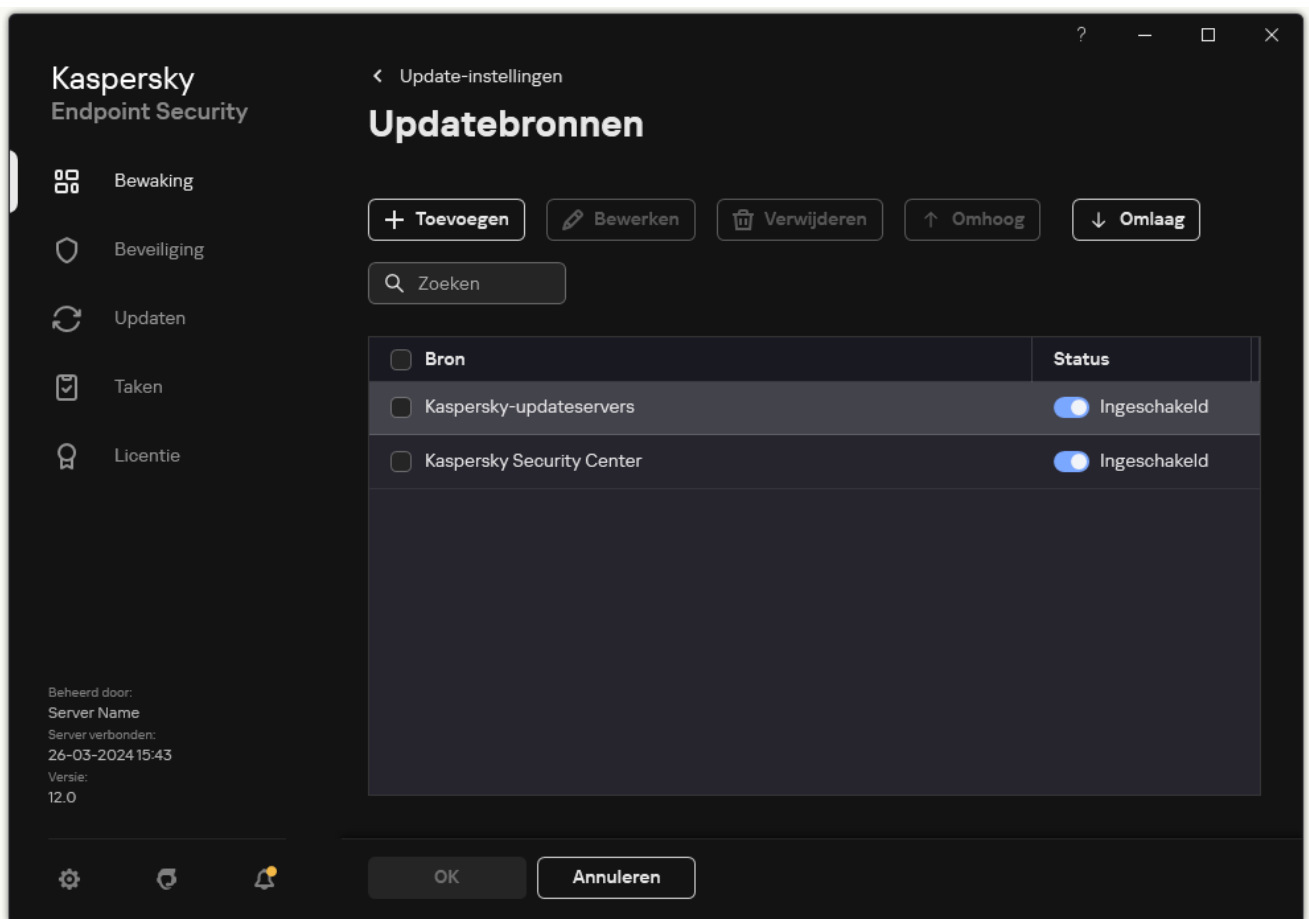 ?
Kaspersky
Endpoint Security
Bewaking
Beveiliging
Updaten
Taken
Licentie
Beheerd door:
Server Name
Server verbonden:
26-03-2024 15:43
Versie:
12.0
Update-instellingen
Updatebronnen
Toevoegen Bewerken Verwijderen Omhoog Omlaag
Zoeken
Bron Status
Kaspersky-updateservers Ingeschakeld
Kaspersky Security Center Ingeschakeld
OK Annuleren